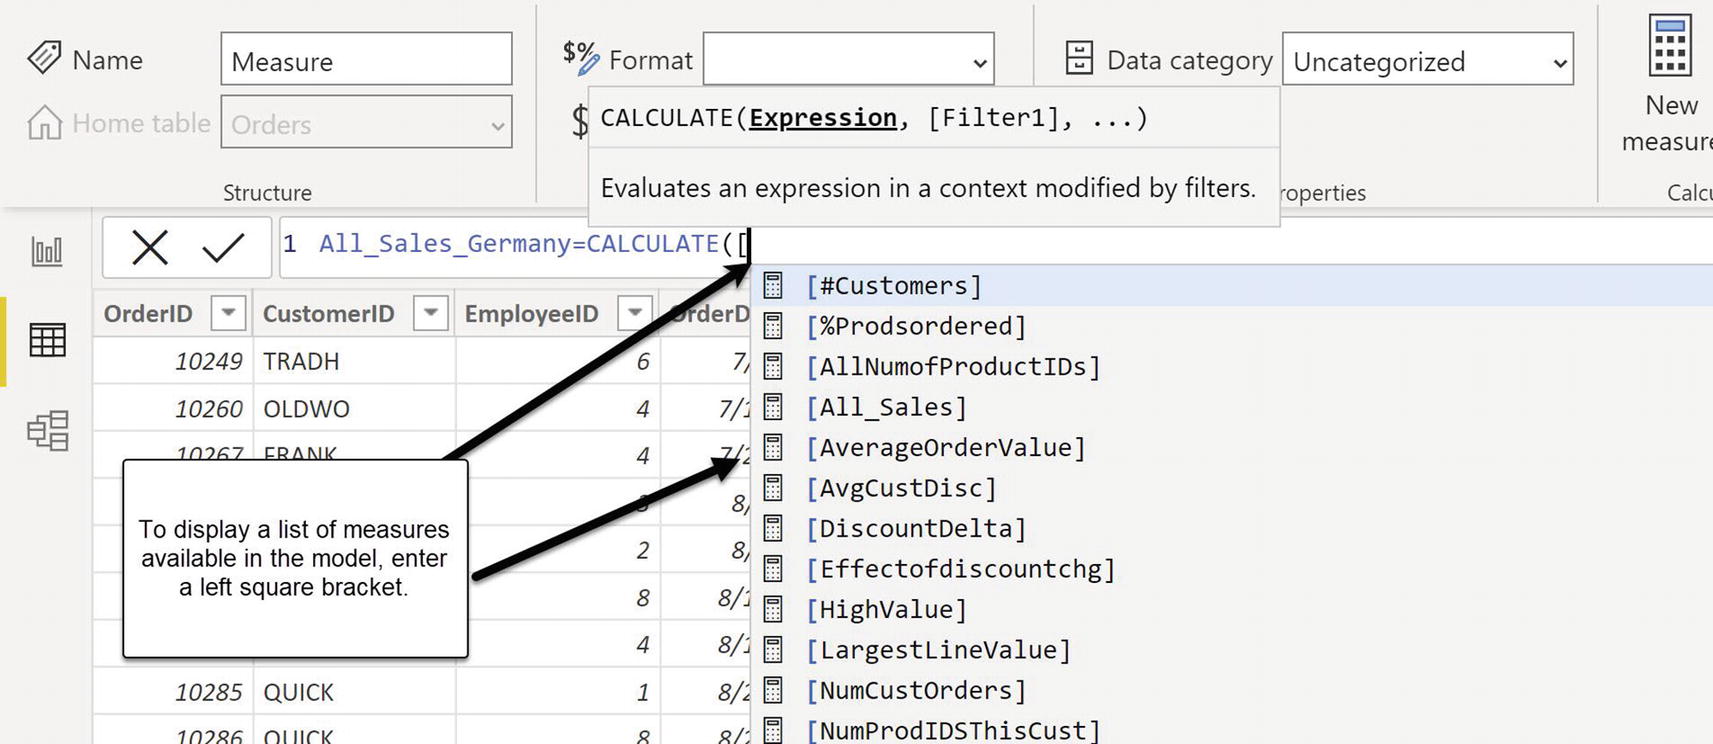 Name Measure
Format
Data category Uncategorized
New
measure
Home table Orders
$
CALCULATE(Expression, [Filter1], ...)
Evaluates an expression in a context modified by filters.
Structure
roperties
Calcu
1 All_Sales_Germany=CALCULATE([
OrderID CustomerID EmployeeID OrderD
10249 TRADH 6 7/
10260 OLDWO 4 7/1
10267 FRANK 4 7/2
3 8/
2 8/
8 8/1
4 8/1
10285 QUICK 1 8/2
10286 QUICK 8 8/2
To display a list of measures
available in the model, enter
a left square bracket.
[#Customers]
[%Prodsordered]
[AllNumofProductIDs]
[All_Sales]
[AverageOrderValue]
[AvgCustDisc]
[DiscountDelta]
[Effectofdiscountchg]
[HighValue]
[LargestLineValue]
[NumCustOrders]
[NumProdIDSThisCust]